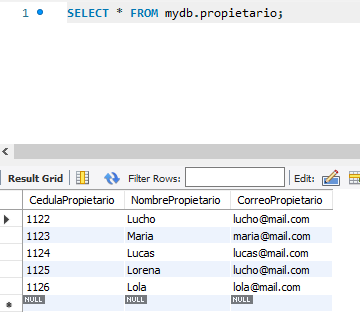 1 SELECT * FROM mydb.propietario;
Result Grid Filter Rows: Edit:
CedulaPropietario NombrePropietario CorreoPropietario
1122 Lucho lucho@mail.com
1123 Maria maria@mail.com
1124 Lucas lucas@mail.com
1125 Lorena lucho@mail.com
1126 Lola lola@mail.com
NULL NULL NULL